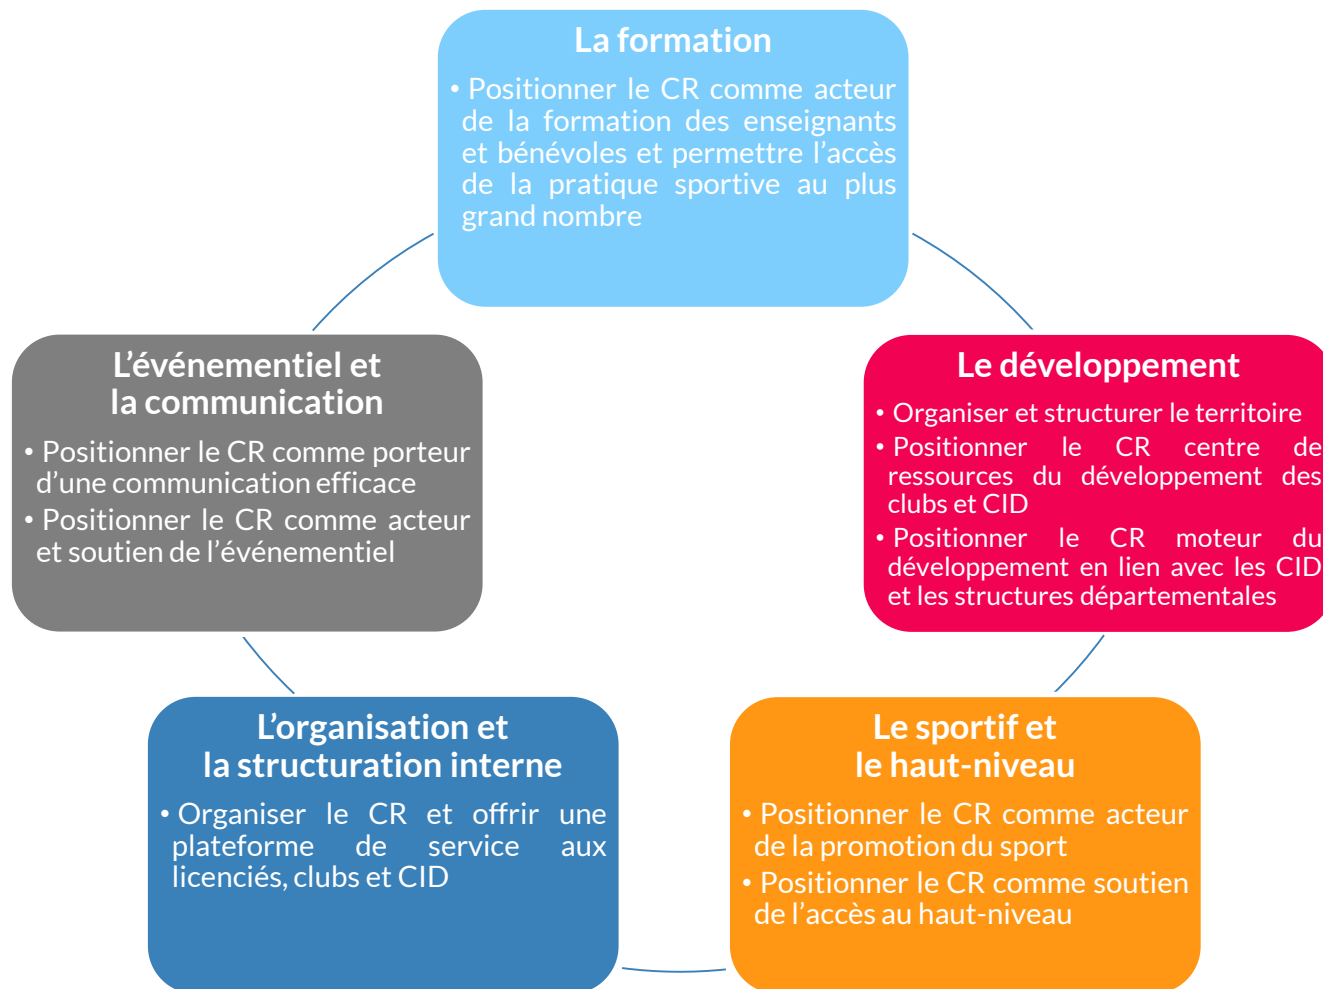 La formation
• Positionner le CR comme acteur
de la formation des enseignants
et bénévoles et permettre l’accès
de la pratique sportive au plus
grand nombre
Le développement
• Organiser et structurer le territoire
• Positionner le CR centre de
ressources du développement des
clubs et CID
• Positionner le CR moteur du
développement en lien avec les CID
et les structures départementales
Le sportif et
le haut-niveau
• Positionner le CR comme acteur
de la promotion du sport
• Positionner le CR comme soutien
de l’accès au haut-niveau
L’organisation et
la structuration interne
• Organiser le CR et offrir une
plateforme de service aux
licenciés, clubs et CID
L’événementiel et
la communication
• Positionner le CR comme porteur
d’une communication efficace
• Positionner le CR comme acteur
et soutien de l’événementiel